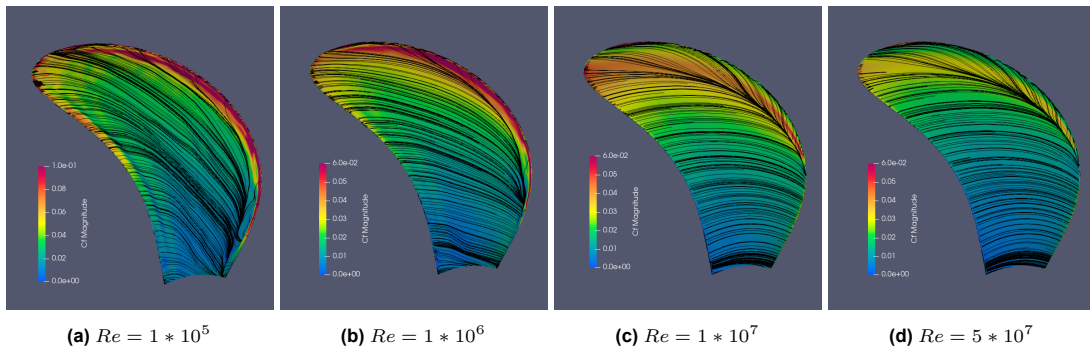 1.0e-01
0.08
0.06
0.04
0.02
0.0e+00
Cf Magnitude
6.0e-02
0.05
0.04
0.03
0.02
0.01
0.0e+00
Cf Magnitude
6.0e-02
0.05
0.04
0.03
0.02
0.01
0.0e+00
Cf Magnitude
6.0e-02
0.05
0.04
0.03
0.02
0.01
0.0e+00
Cf Magnitude
(a) Re = 1 * 10^5
(b) Re = 1 * 10^6
(c) Re = 1 * 10^7
(d) Re = 5 * 10^7